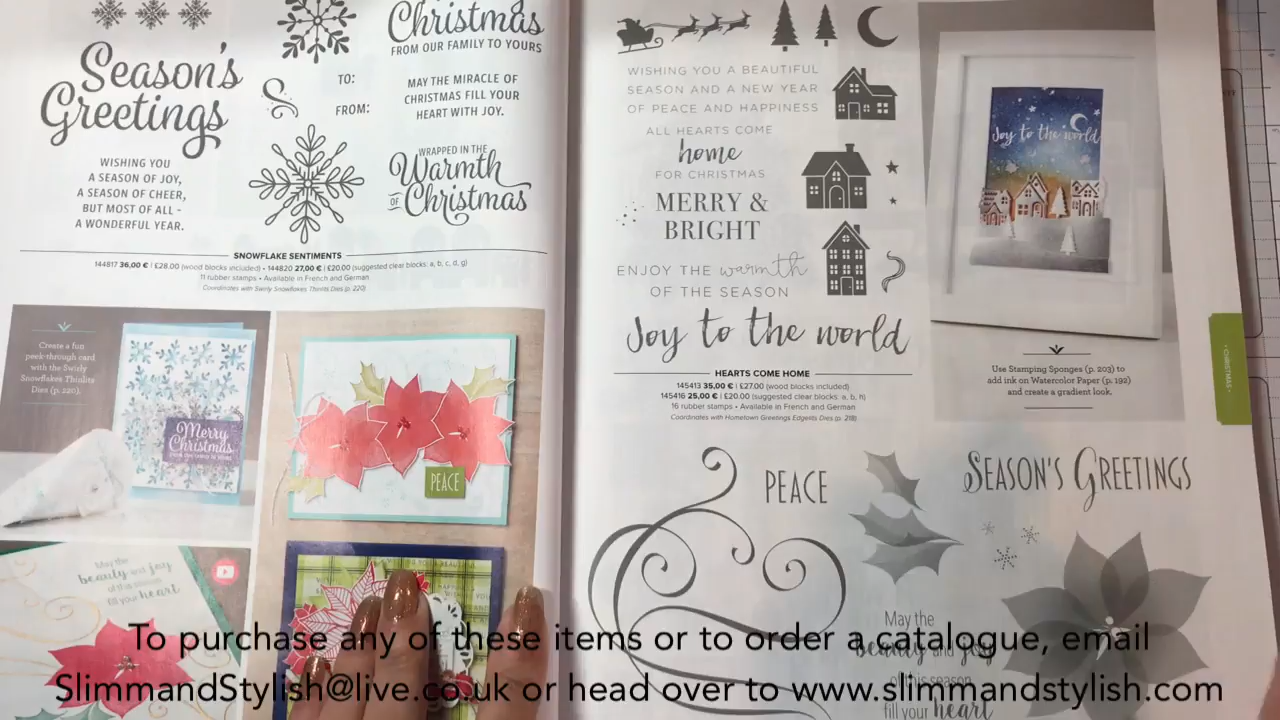 Christmas
FROM OUR FAMILY TO YOURS
Season's
Greetings
TO:
FROM:
MAY THE MIRACLE OF
CHRISTMAS FILL YOUR
HEART WITH JOY.
WISHING YOU
A SEASON OF JOY,
A SEASON OF CHEER,
BUT MOST OF ALL -
A WONDERFUL YEAR.
WRAPPED IN THE
Warmth
OF Christmas
SNOWFLAKE SENTIMENTS
144817 36,00 € | £28.00 (wood blocks included) • 144820 27,00 € | £20.00 (suggested clear blocks: a, b, c, d, g)
11 rubber stamps • Available in French and German
Coordinates with Swirly Snowflakes Thinlits Dies (p. 220)
Create a fun
peek-through card
with the Swirly
Snowflakes Thinlits
Dies (p. 220).
Merry
Christmas
PEACE
May the
beauty and joy
of this season
fill your heart
WISHING YOU A BEAUTIFUL
SEASON AND A NEW YEAR
OF PEACE AND HAPPINESS
ALL HEARTS COME
home
FOR CHRISTMAS
MERRY &
BRIGHT
ENJOY THE warmth
OF THE SEASON
Joy to the world
HEARTS COME HOME
145413 35,00 € | £27.00 (wood blocks included)
145416 25,00 € | £20.00 (suggested clear blocks: a, b, h)
16 rubber stamps • Available in French and German
Coordinates with Hometown Greetings Edgelits Dies (p. 218)
Joy to the world
Use Stamping Sponges (p. 203) to
add ink on Watercolor Paper (p. 192)
and create a gradient look.
• CHRISTMAS •
PEACE
SEASON'S GREETINGS
May the
beauty and joy
of this season
fill your heart
To purchase any of these items or to order a catalogue, email
SlimmandStylish@live.co.uk or head over to www.slimmandstylish.com